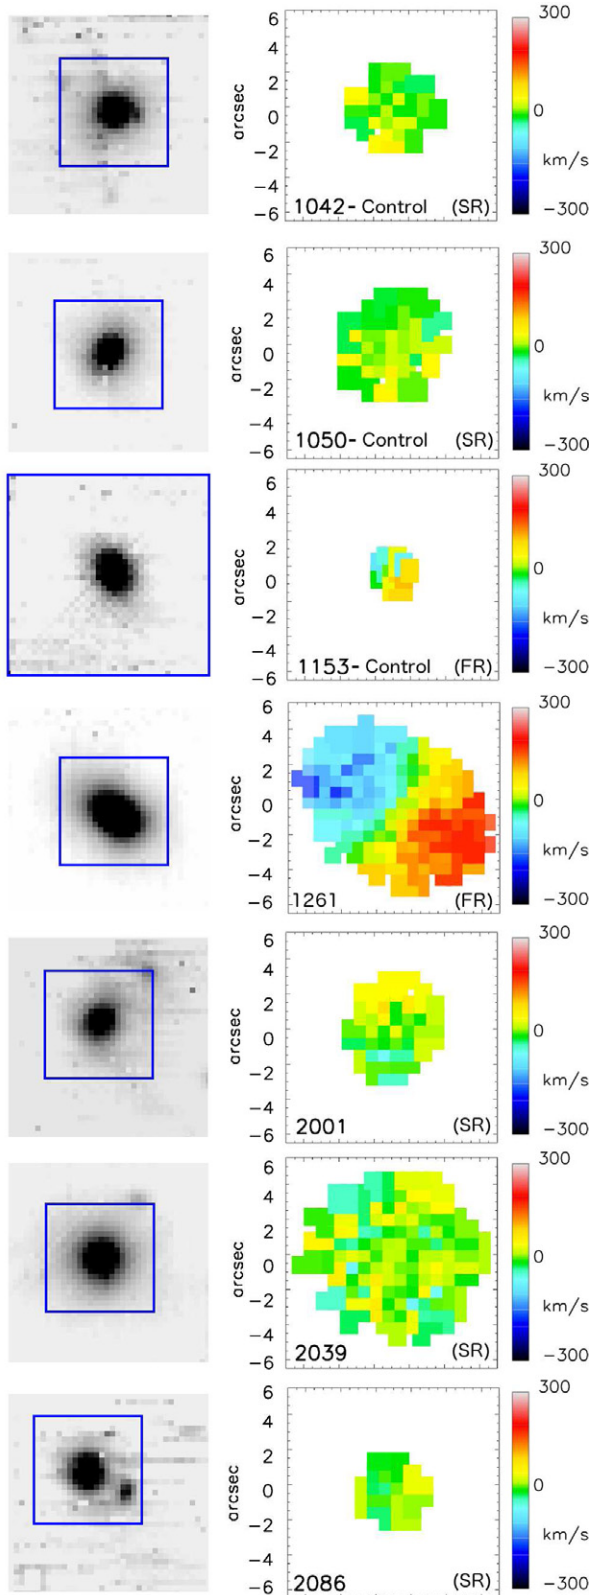 6 4 2 0 −2 −4 −6
arcsec
1042- Control (SR)
300 0 km/s −300
6 4 2 0 −2 −4 −6
arcsec
1050- Control (SR)
300 0 km/s −300
6 4 2 0 −2 −4 −6
arcsec
1153- Control (FR)
300 0 km/s −300
6 4 2 0 −2 −4 −6
arcsec
1261 (FR)
300 0 km/s −300
6 4 2 0 −2 −4 −6
arcsec
2001 (SR)
300 0 km/s −300
6 4 2 0 −2 −4 −6
arcsec
2039 (SR)
300 0 km/s −300
6 4 2 0 −2 −4 −6
arcsec
2086 (SR)
300 0 km/s −300